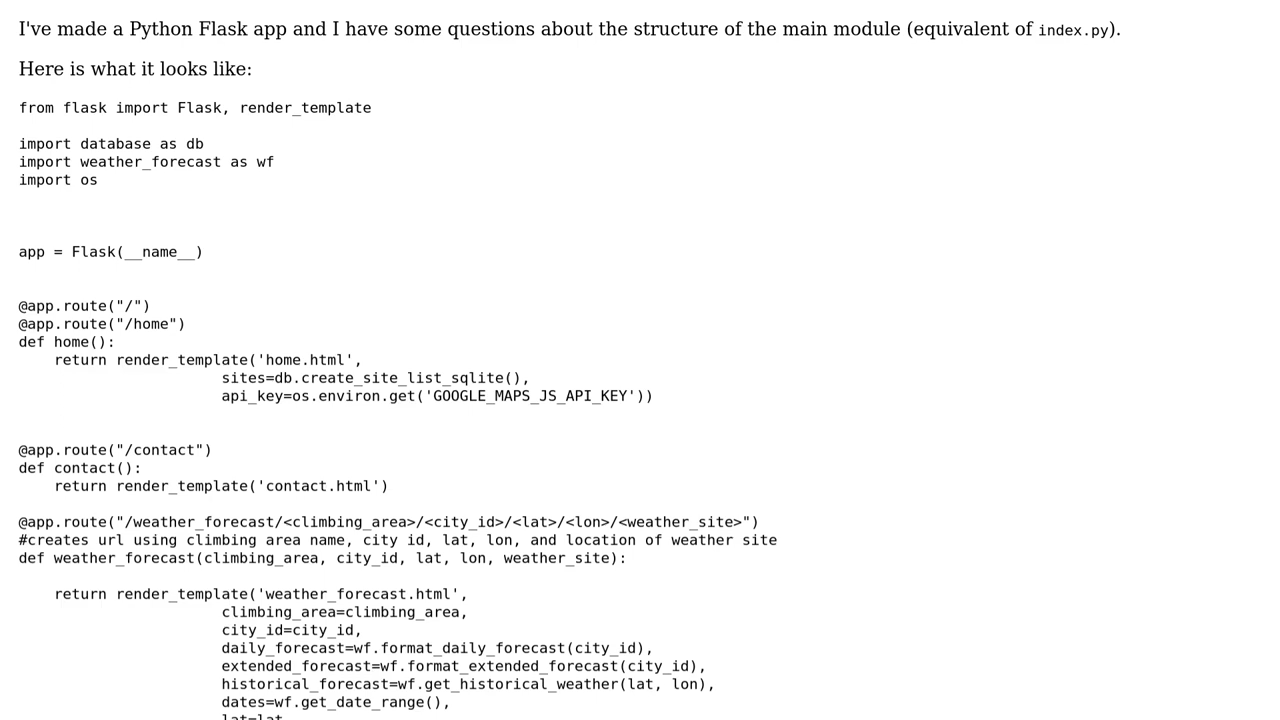 I've made a Python Flask app and I have some questions about the structure of the main module (equivalent of index.py).
Here is what it looks like:
from flask import Flask, render_template
import database as db
import weather_forecast as wf
import os
app = Flask(__name__)
@app.route("/")
@app.route("/home")
def home():
    return render_template('home.html',
                       sites=db.create_site_list_sqlite(),
                       api_key=os.environ.get('GOOGLE_MAPS_JS_API_KEY'))
@app.route("/contact")
def contact():
    return render_template('contact.html')
@app.route("/weather_forecast/<climbing_area>/<city_id>/<lat>/<lon>/<weather_site>")
#creates url using climbing area name, city id, lat, lon, and location of weather site
def weather_forecast(climbing_area, city_id, lat, lon, weather_site):
    return render_template('weather_forecast.html',
                       climbing_area=climbing_area,
                       city_id=city_id,
                       daily_forecast=wf.format_daily_forecast(city_id),
                       extended_forecast=wf.format_extended_forecast(city_id),
                       historical_forecast=wf.get_historical_weather(lat, lon),
                       dates=wf.get_date_range(),
                       lat=lat